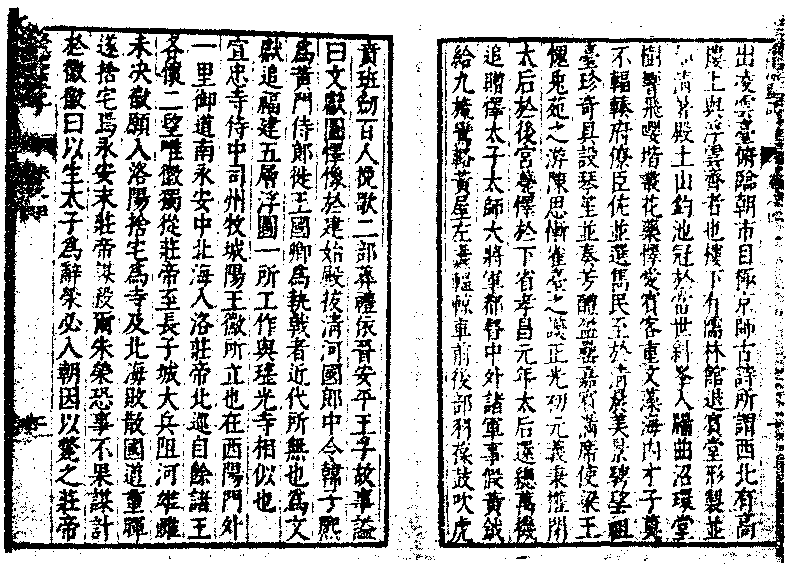 出凌雲臺俯臨朝市目極京師古詩所謂西北有高
樓上與浮雲齊者也樓下有儒林館退賓堂形製並
清暑殿土山釣池冠於當世斜峯入牖曲沼環堂
樹響飛嚶堦叢花藥懌愛賓客重文藻海內才子莫
不輻輳府僚臣佐並選雋民至於清晨美景騁望
臺珍奇具設琴笙並奏芳醴盈罍嘉賓滿席使梁王
愧兔苑之遊陳思慚雀臺之讌正光初元義秉權閉
太后於後宮薨懌於下省孝昌元年太后還總萬機
追贈懌太子太師大將軍都督中外諸軍事假黃鉞
給九旒鸞輅黃屋左纛轀輬車前後部羽葆鼓吹虎
賁班劍百人挽歌二部葬禮依晉安平王孚故事謚
曰文獻圖懌像於建始殿拔清河國郎中令韓子熙
為黃門侍郎徙王國卿為執戟者近代所無也為文
獻追福建五層浮圖一所工作與瑤光寺相似也
宣忠寺侍中司州牧城陽王徽所立也在西陽門外
一里御道南永安中北海入洛莊帝北巡自餘諸王
各懷二望唯徽獨從莊帝至長子城大兵阻河雄雌
未決徽願入洛陽捨宅為寺及北海敗散國道重暉
遂捨宅焉永安末莊帝謀殺爾朱榮恐事不果謀計
於徽徽曰以生太子為辭榮必入朝因以斃之莊帝